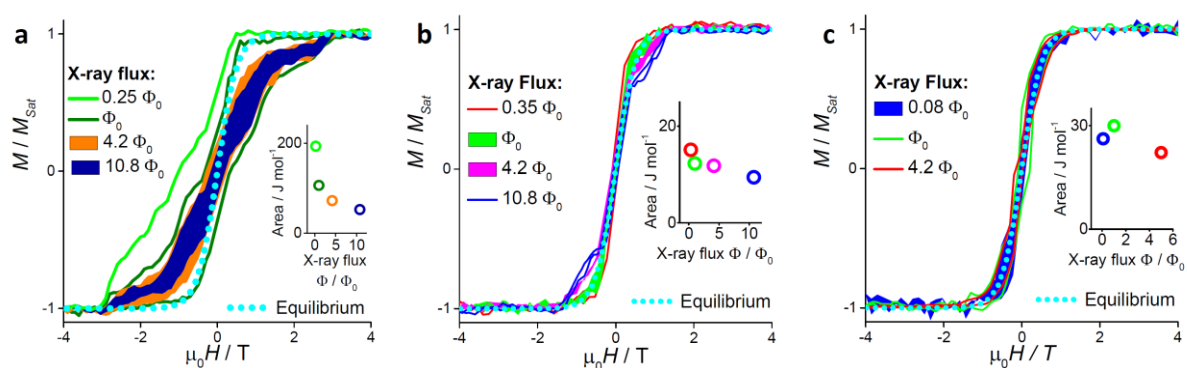 a
M / M_Sat
1
0
-1
X-ray flux:
0.25 Φ₀
Φ₀
4.2 Φ₀
10.8 Φ₀
Area / J mol⁻¹
200
100
0
0 5 10
X-ray flux
Φ / Φ₀
Equilibrium
-4 -2 0 2 4
μ₀H / T
b
M / M_Sat
1
0
-1
X-ray Flux:
0.35 Φ₀
Φ₀
4.2 Φ₀
10.8 Φ₀
Area / J mol⁻¹
20
0
0 5 10
X-ray flux Φ / Φ₀
Equilibrium
-4 -2 0 2 4
μ₀H / T
c
M / M_Sat
1
0
-1
X-ray Flux:
0.08 Φ₀
Φ₀
4.2 Φ₀
Area / J mol⁻¹
30
0
0 2 4 6
X-ray flux Φ / Φ₀
Equilibrium
-4 -2 0 2 4
μ₀H / T